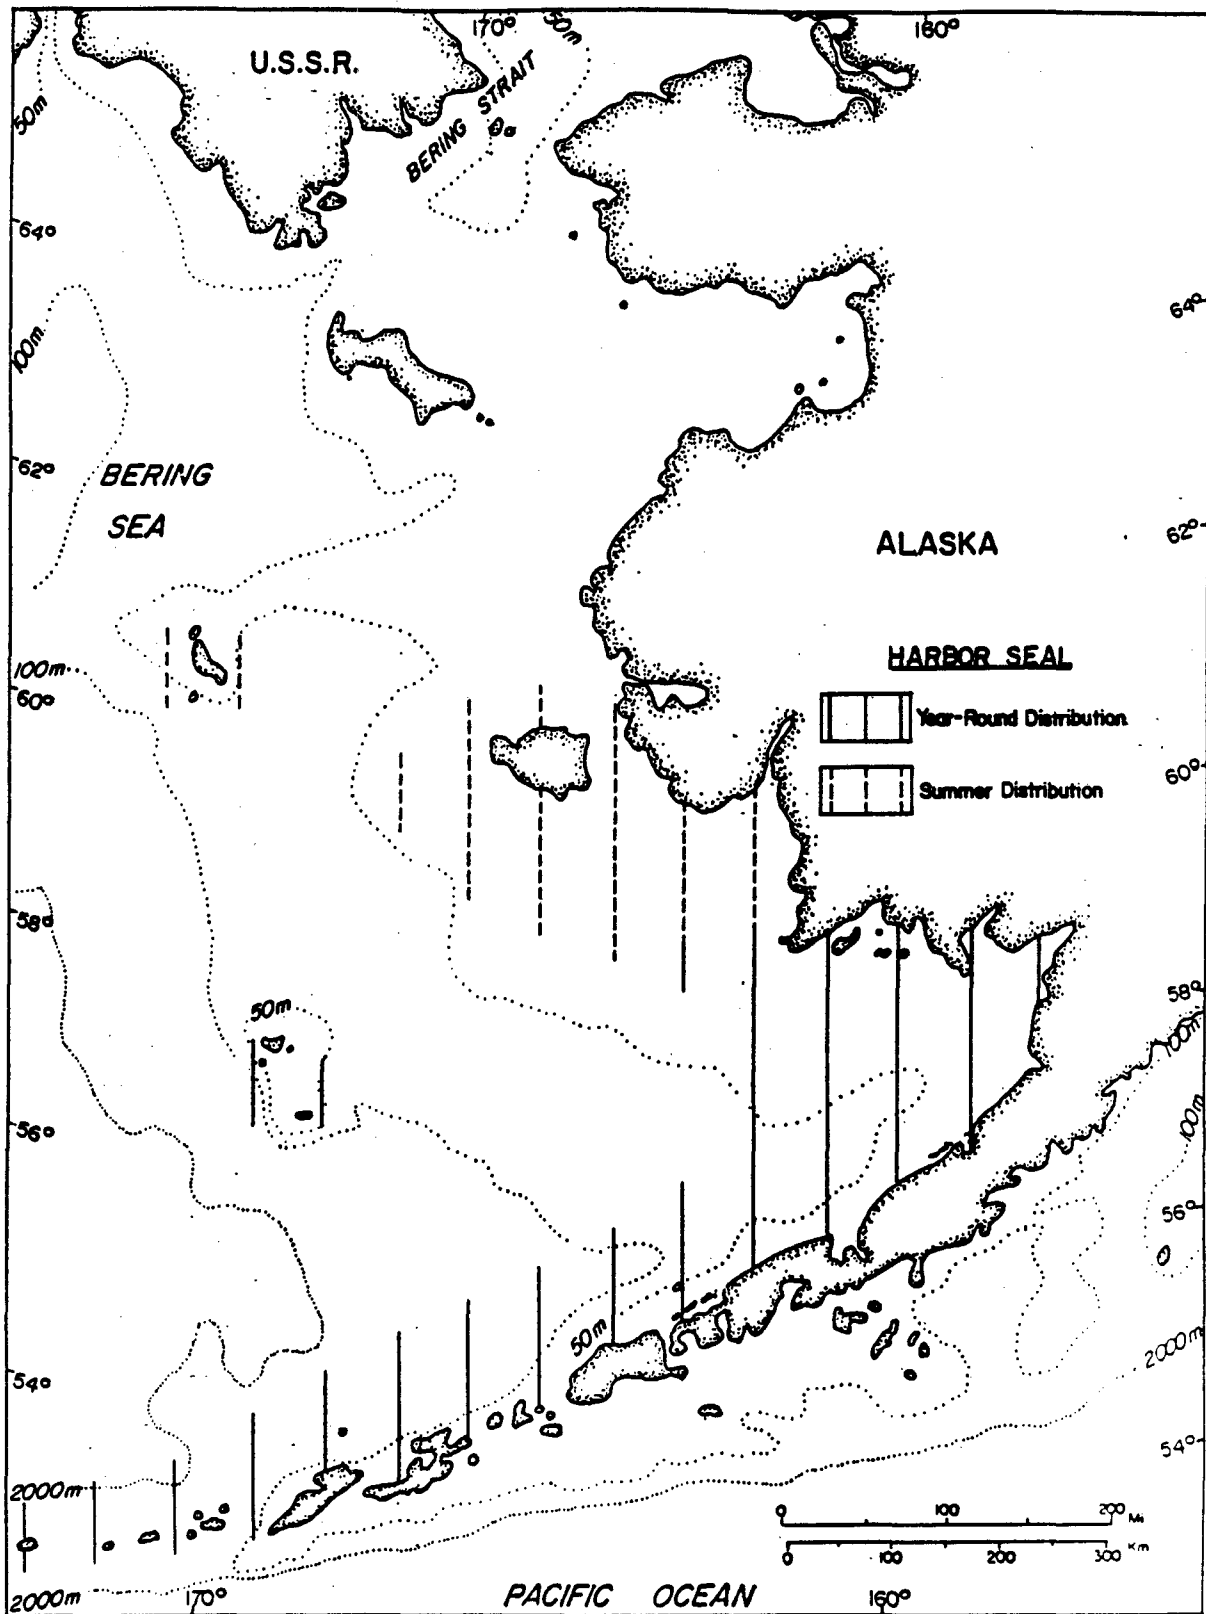 170°
50m
160°
U.S.S.R.
BERING STRAIT
50m
64°
64°
100m
62°
BERING
SEA
62°
ALASKA
HARBOR SEAL
100m
60°
Year-Round Distribution
60°
Summer Distribution
58°
58°
50m
100m
100m
56°
56°
50m
2000m
54°
54°
2000m
0 100 200 Mi
0 100 200 300 Km
2000m
170°
PACIFIC OCEAN
160°